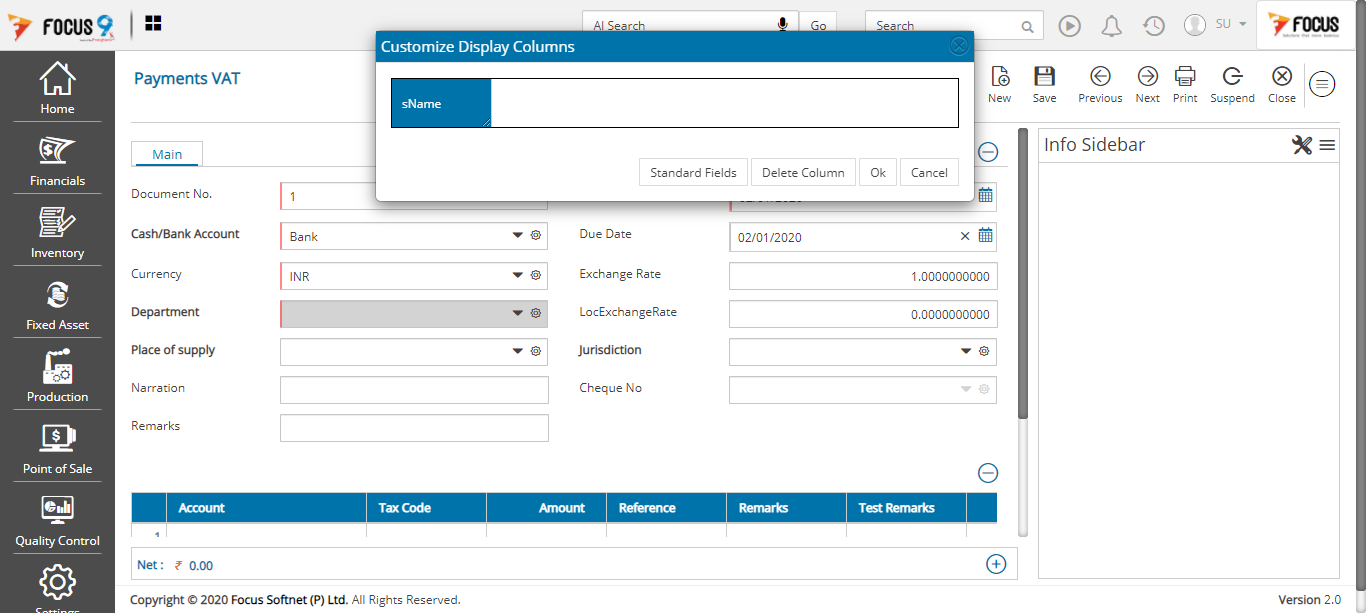 FOCUS 9
AI Search
Go
Search
SU
FOCUS
Customize Display Columns
sName
Standard Fields
Delete Column
Ok
Cancel
Payments VAT
New
Save
Previous
Next
Print
Suspend
Close
Home
Financials
Inventory
Fixed Asset
Production
Point of Sale
Quality Control
Settings
Main
Info Sidebar
Document No.
1
Cash/Bank Account
Bank
Due Date
02/01/2020
Currency
INR
Exchange Rate
1.0000000000
Department
LocExchangeRate
0.0000000000
Place of supply
Jurisdiction
Narration
Cheque No
Remarks
Account
Tax Code
Amount
Reference
Remarks
Test Remarks
1
Net : ₹ 0.00
Copyright © 2020 Focus Softnet (P) Ltd. All Rights Reserved.
Version 2.0